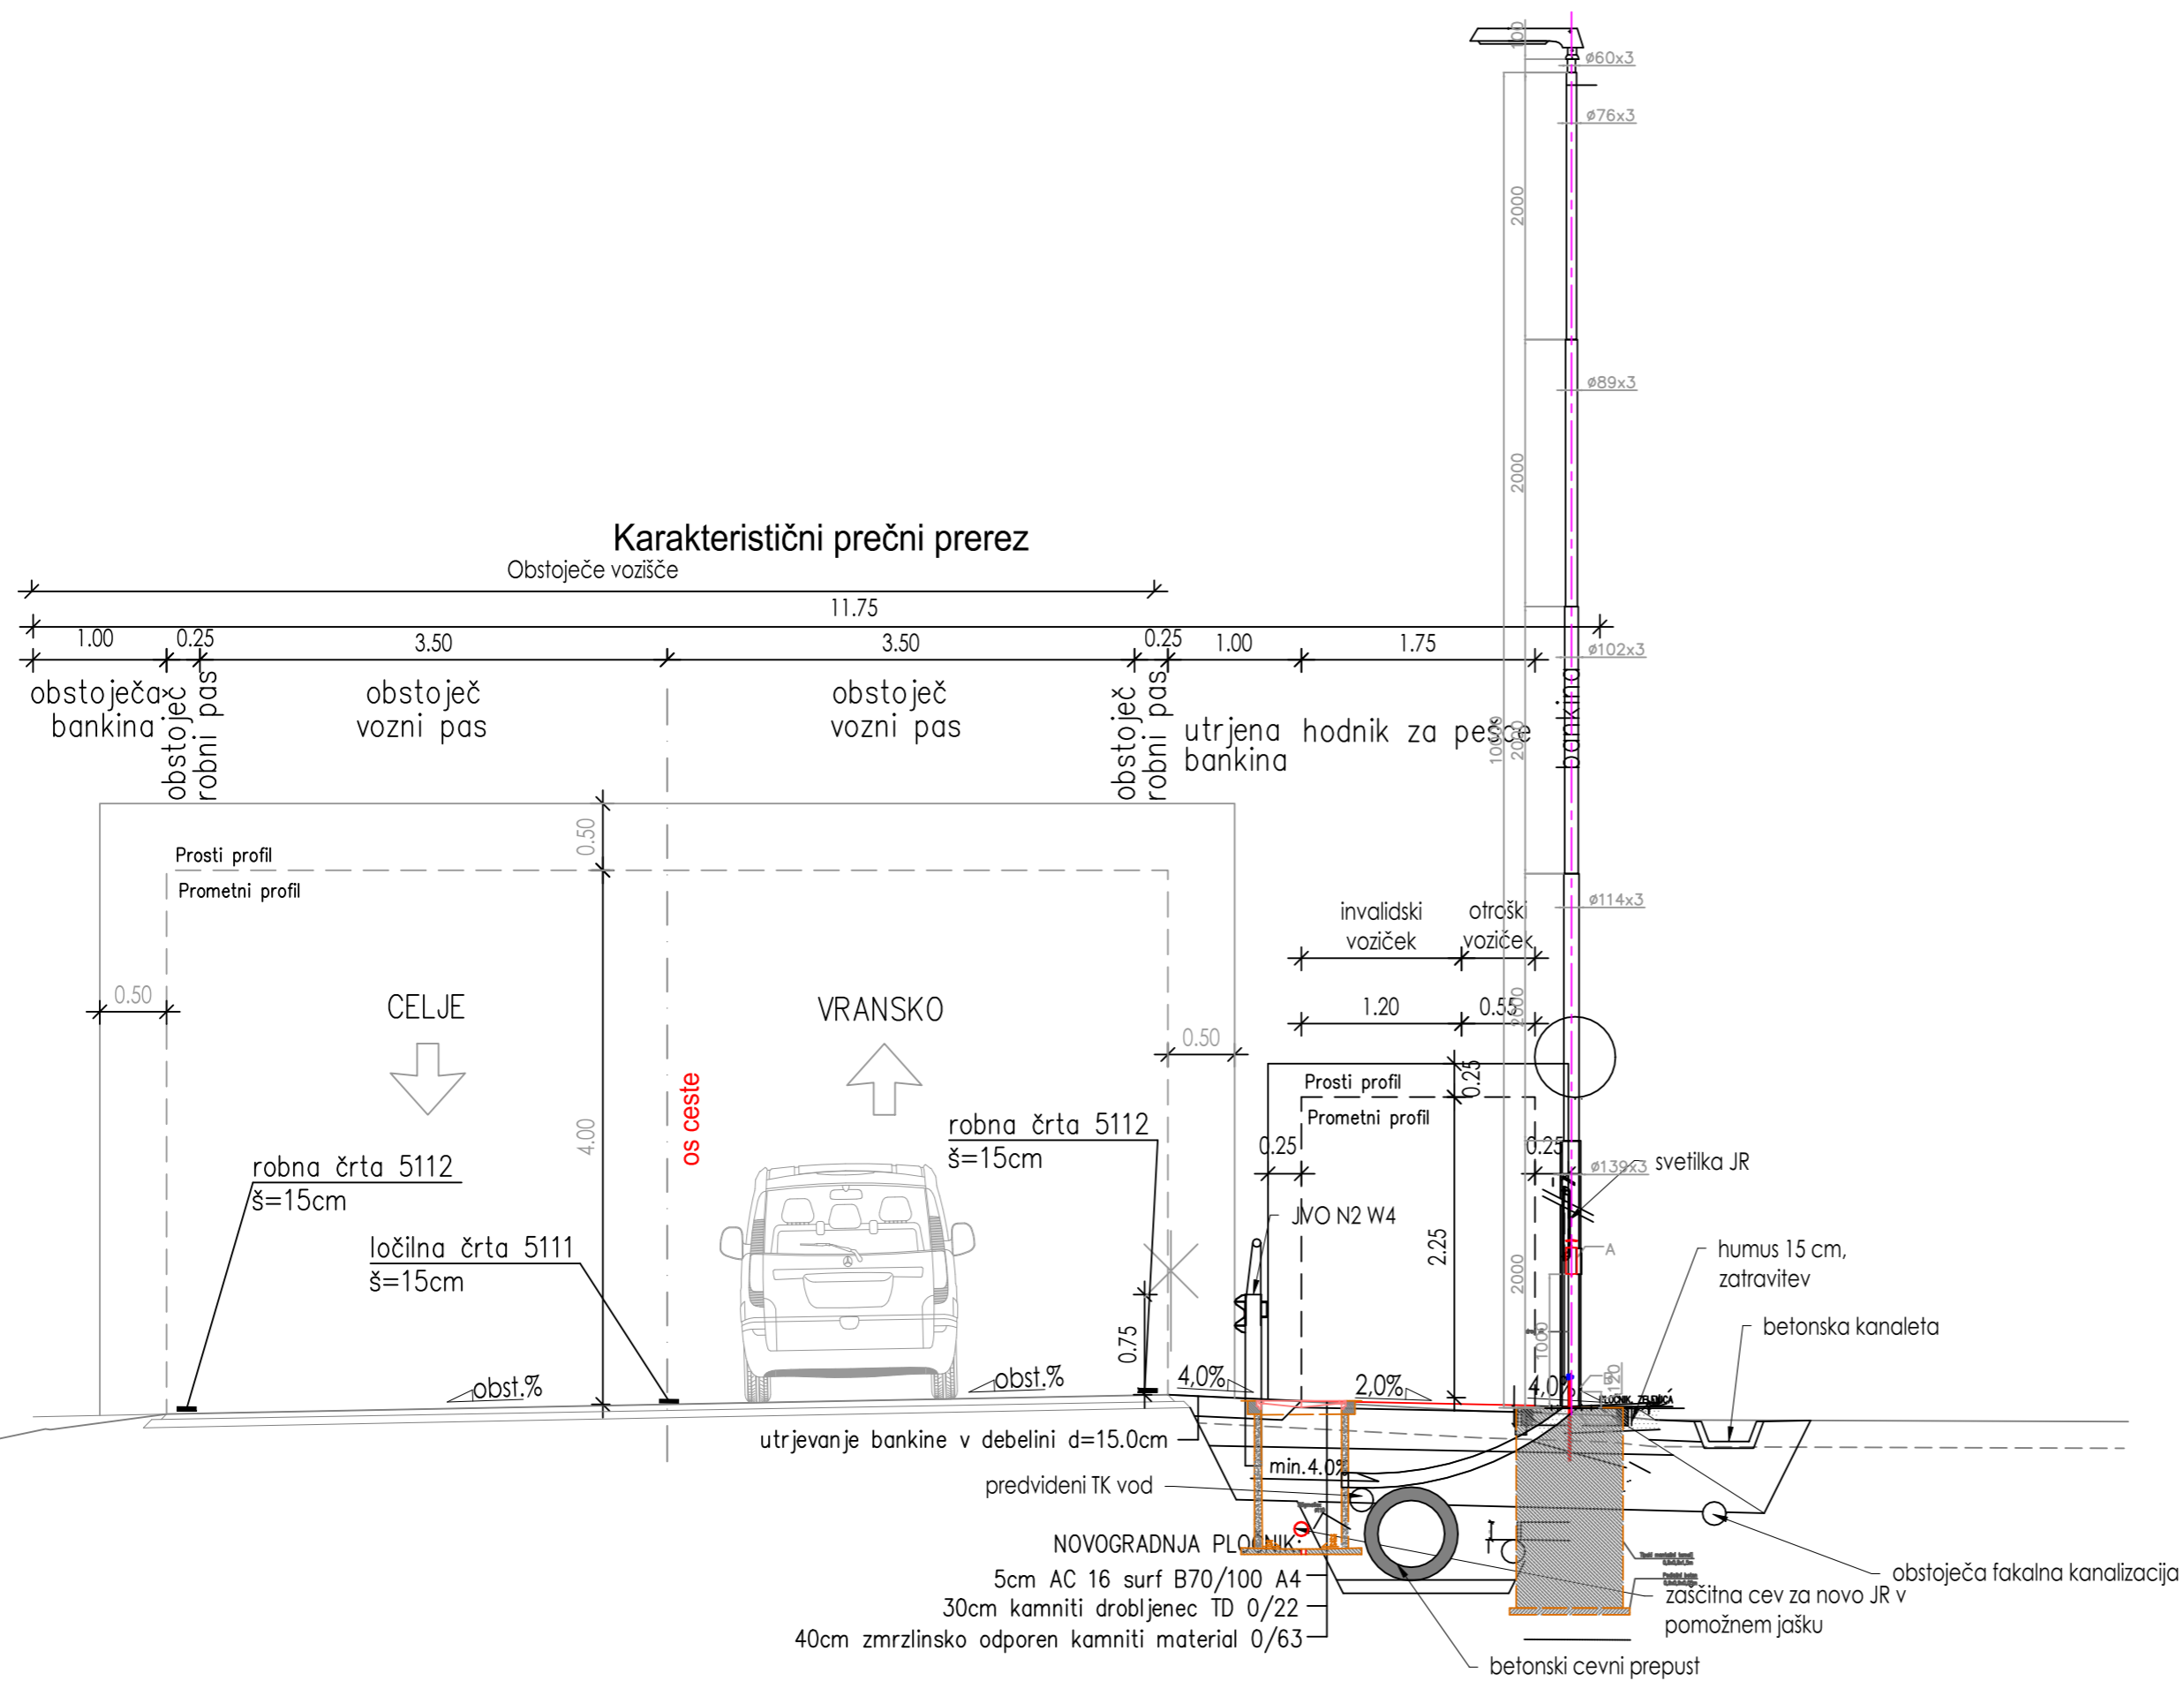 100
ø60x3
ø76x3
2000
ø89x3
2000
Karakteristični prečni prerez
Obstoječe vozišče
11.75
1.00
0.25
3.50
3.50
0.25
1.00
1.75
ø102x3
obstoječa
bankina
obstoječ
robni pas
obstoječ
vozni pas
obstoječ
vozni pas
obstoječ
robni pas
utrjena
bankina
hodnik za pešce
bankina
10000
2000
0.50
Prosti profil
Prometni profil
ø114x3
invalidski
voziček
otroški
voziček
0.50
CELJE
VRANSKO
1.20
0.55
2000
0.50
0.25
Prosti profil
Prometni profil
os ceste
4.00
robna črta 5112
š=15cm
robna črta 5112
š=15cm
0.25
0.25
ø139x3
svetilka JR
JVO N2 W4
2.25
ločilna črta 5111
š=15cm
A
humus 15 cm,
zatravitev
2000
betonska kanaleta
0.75
1000
obst.%
obst.%
4,0%
2,0%
4,0%
120
utrjevanje bankine v debelini d=15.0cm
min.4.0%
predvideni TK vod
NOVOGRADNJA PLOČNIK:
5cm AC 16 surf B70/100 A4
30cm kamniti drobljenec TD 0/22
40cm zmrzlinsko odporen kamniti material 0/63
obstoječa fakalna kanalizacija
zaščitna cev za novo JR v
pomožnem jašku
betonski cevni prepust